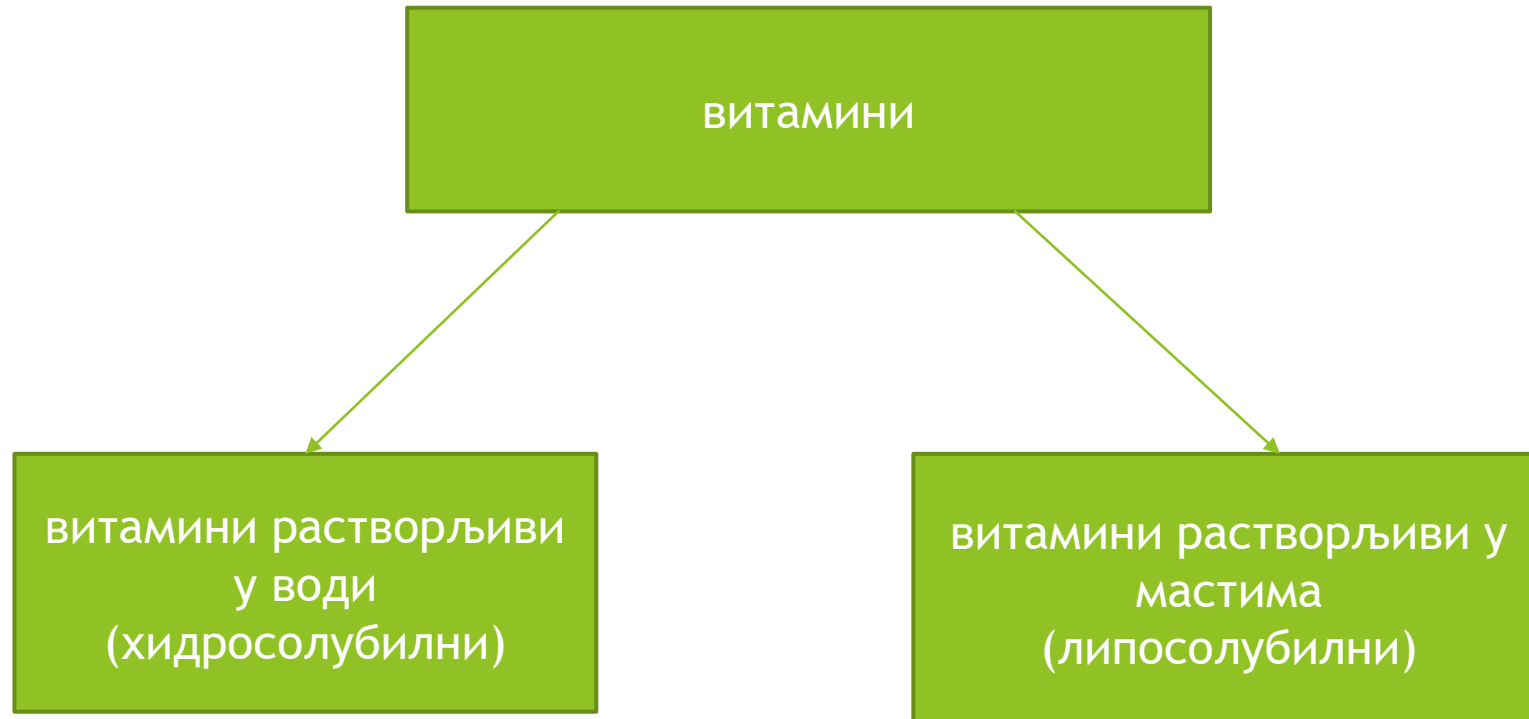 витамини
витамини растворљиви
у води
(хидросолубилни)
витамини растворљиви у
мастима
(липосолубилни)